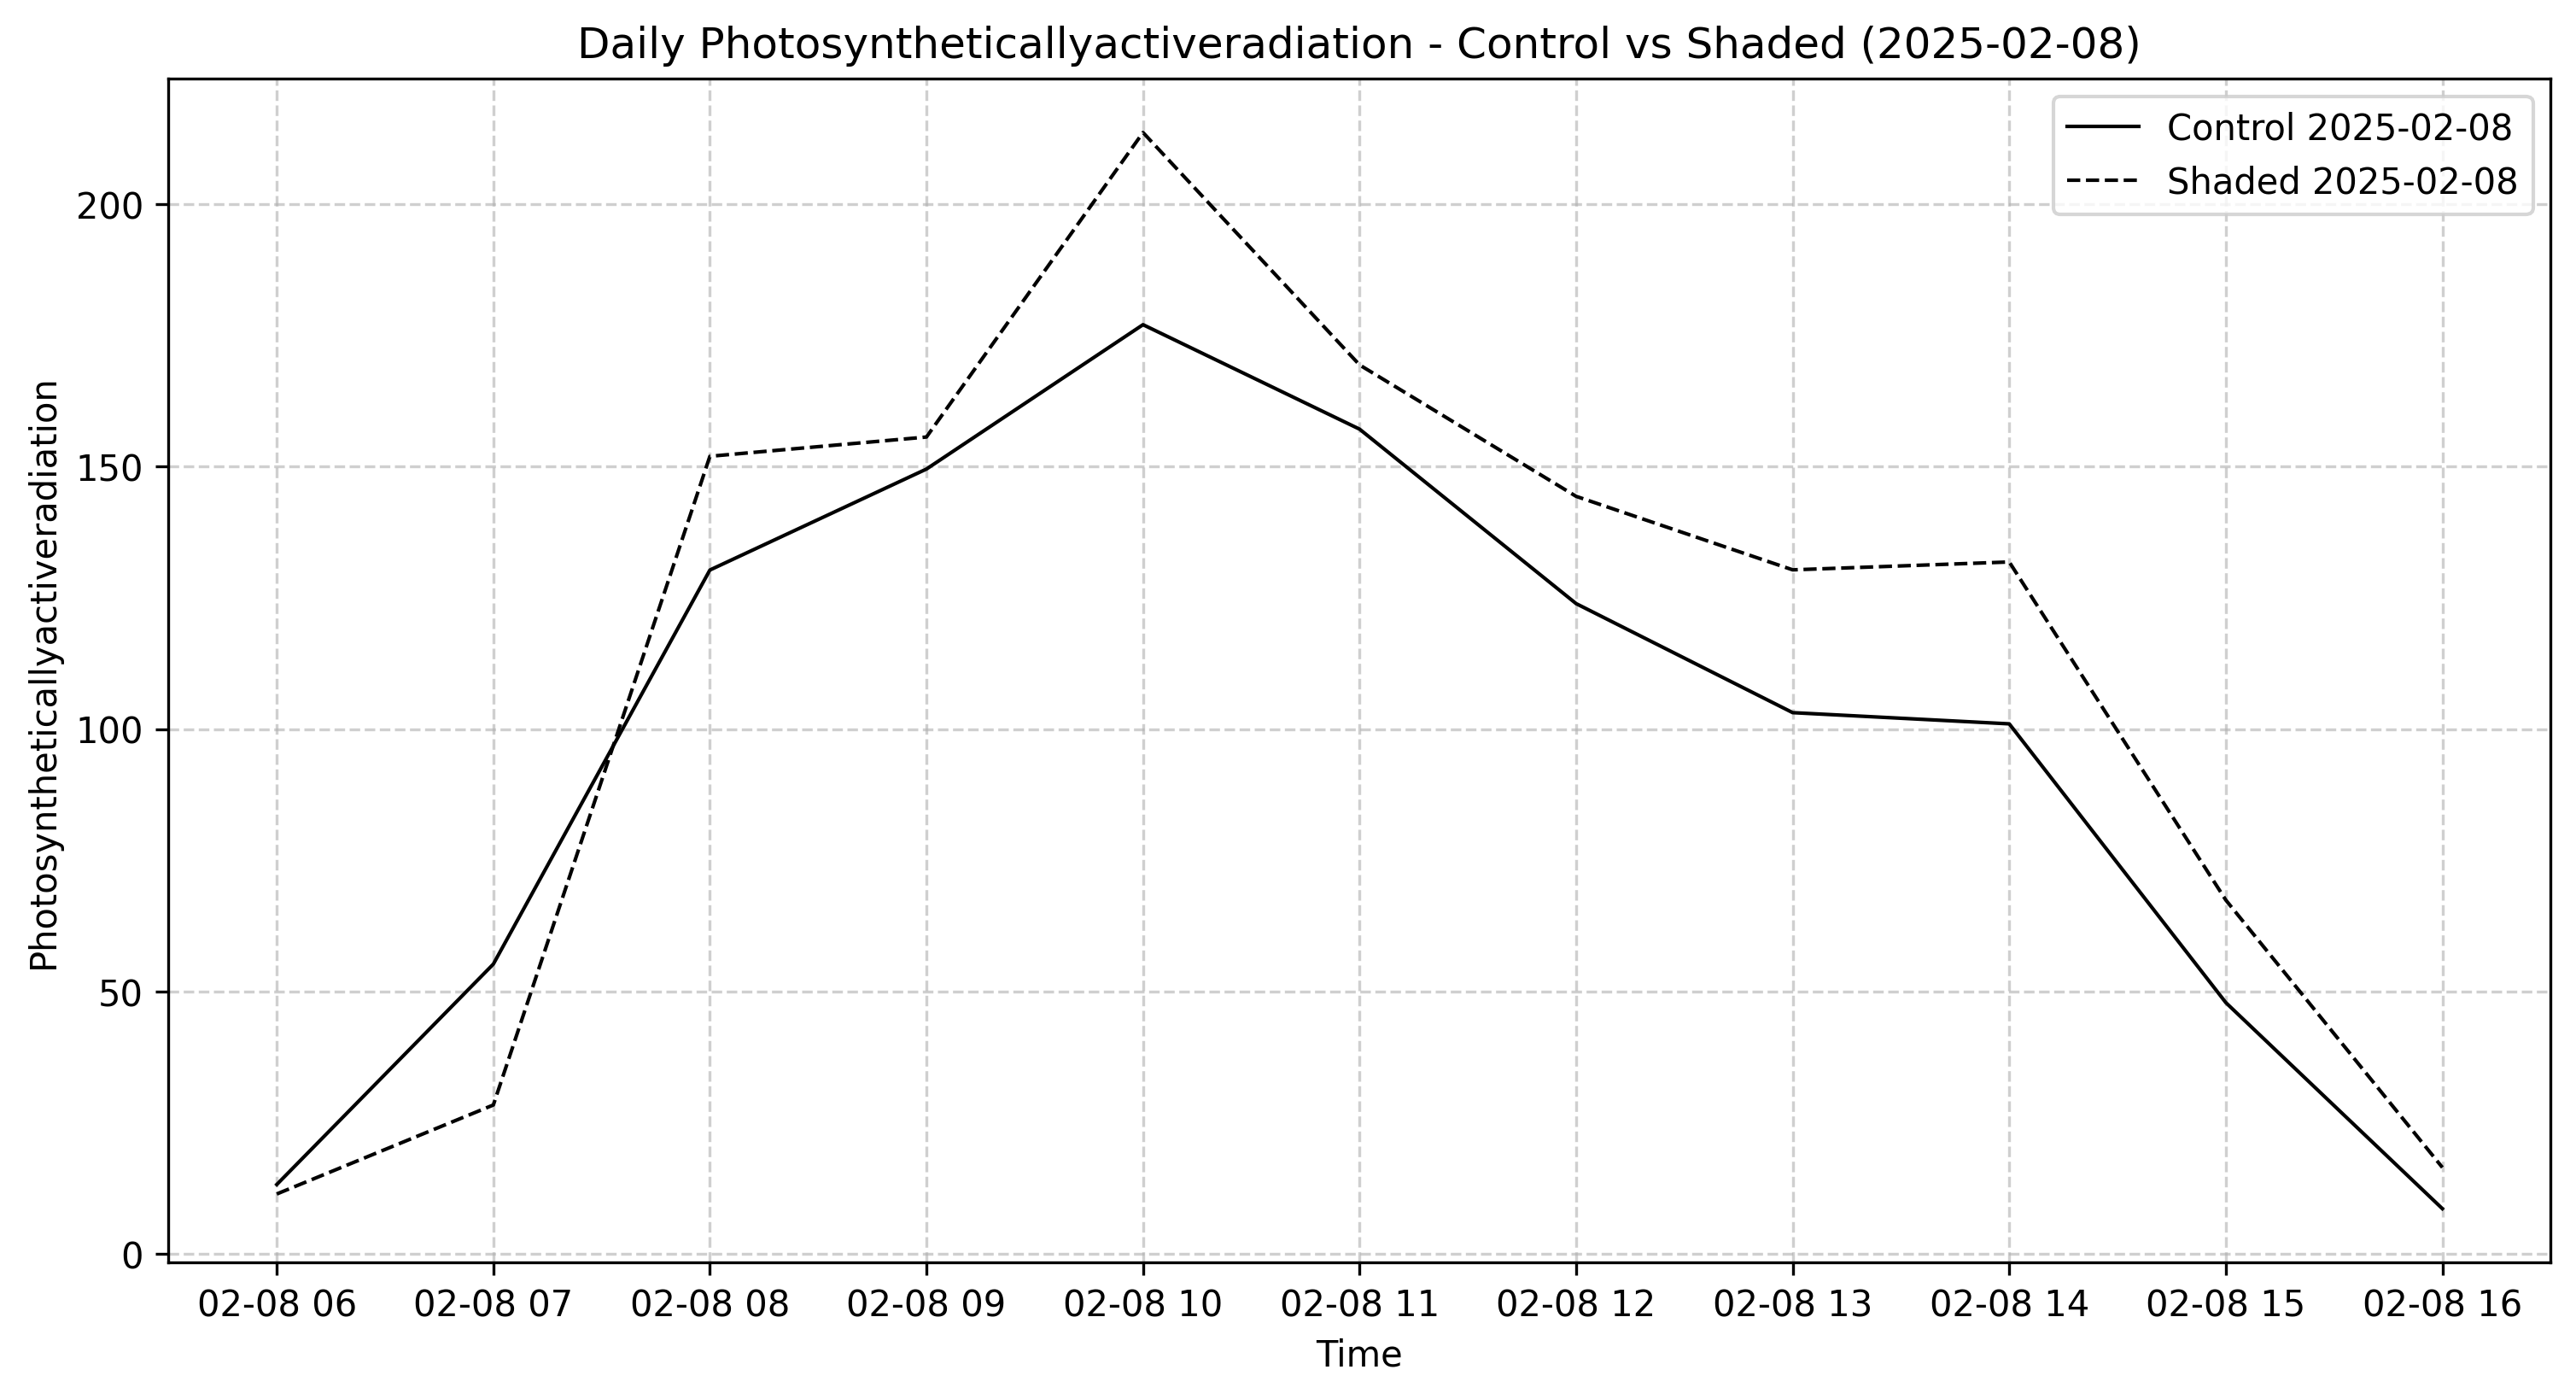 Daily Photosyntheticallyactiveradiation - Control vs Shaded (2025-02-08)
Control 2025-02-08
Shaded 2025-02-08
Photosyntheticallyactiveradiation
200
150
100
50
0
02-08 06 02-08 07 02-08 08 02-08 09 02-08 10 02-08 11 02-08 12 02-08 13 02-08 14 02-08 15 02-08 16
Time